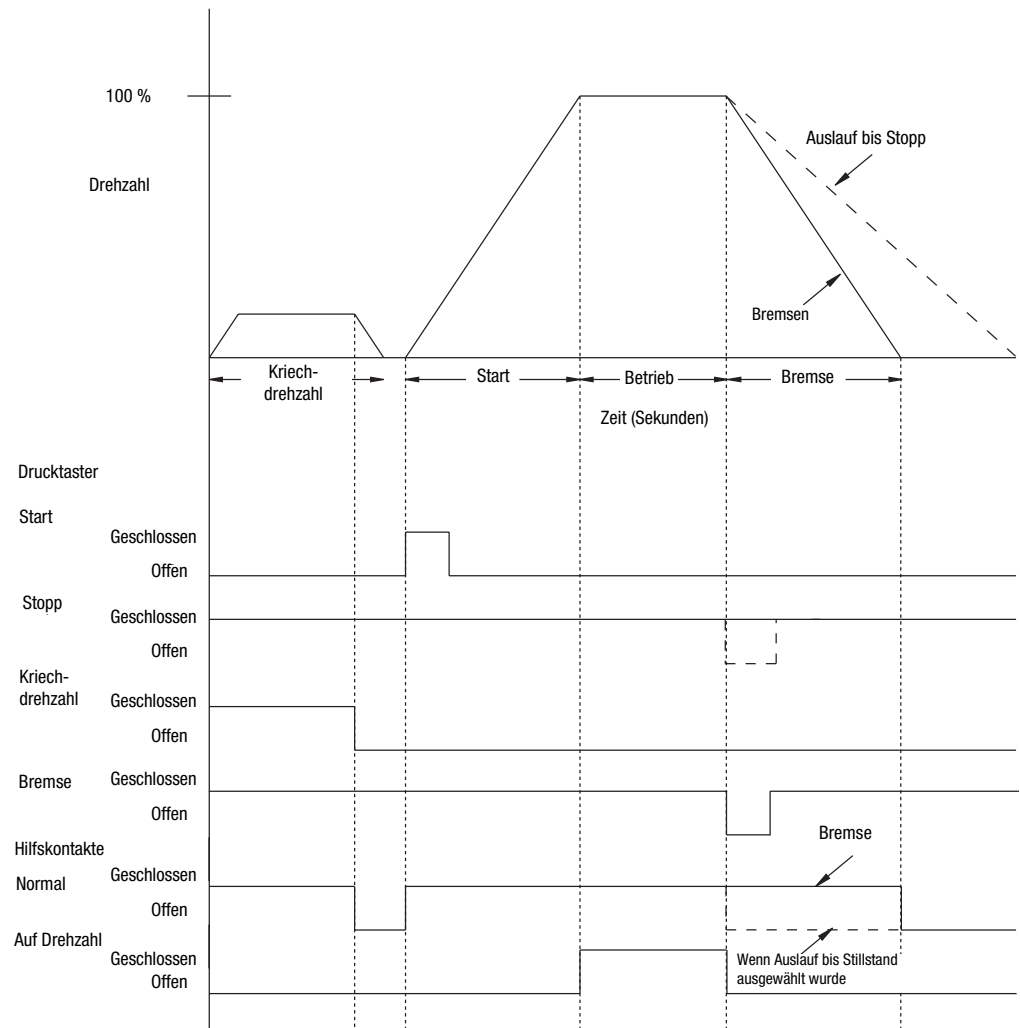 100 %
Drehzahl
Auslauf bis Stopp
Bremsen
Kriech-
drehzahl
Start
Betrieb
Bremse
Zeit (Sekunden)
Drucktaster
Start
Geschlossen
Offen
Stopp
Geschlossen
Offen
Kriech-
drehzahl
Geschlossen
Offen
Bremse
Geschlossen
Offen
Hilfskontakte
Normal
Geschlossen
Offen
Bremse
Auf Drehzahl
Geschlossen
Offen
Wenn Auslauf bis Stillstand
ausgewählt wurde